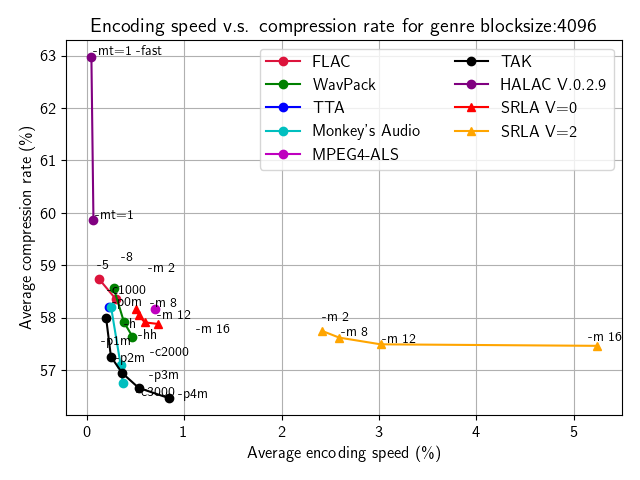 Encoding speed v.s. compression rate for genre blocksize:4096
Average compression rate (%)
63
62
61
60
59
58
57
FLAC
WavPack
TTA
Monkey's Audio
MPEG4-ALS
TAK
HALAC V.0.2.9
SRLA V=0
SRLA V=2
-mt=1 -fast
-mt=1
-5
-8
-m 2
-c1000
-p0m
-m 8
-m 12
-h
-m 16
-hh
-p1m
-c2000
-p2m
-p3m
-c3000
-p4m
-m 2
-m 8
-m 12
-m 16
0
1
2
3
4
5
Average encoding speed (%)